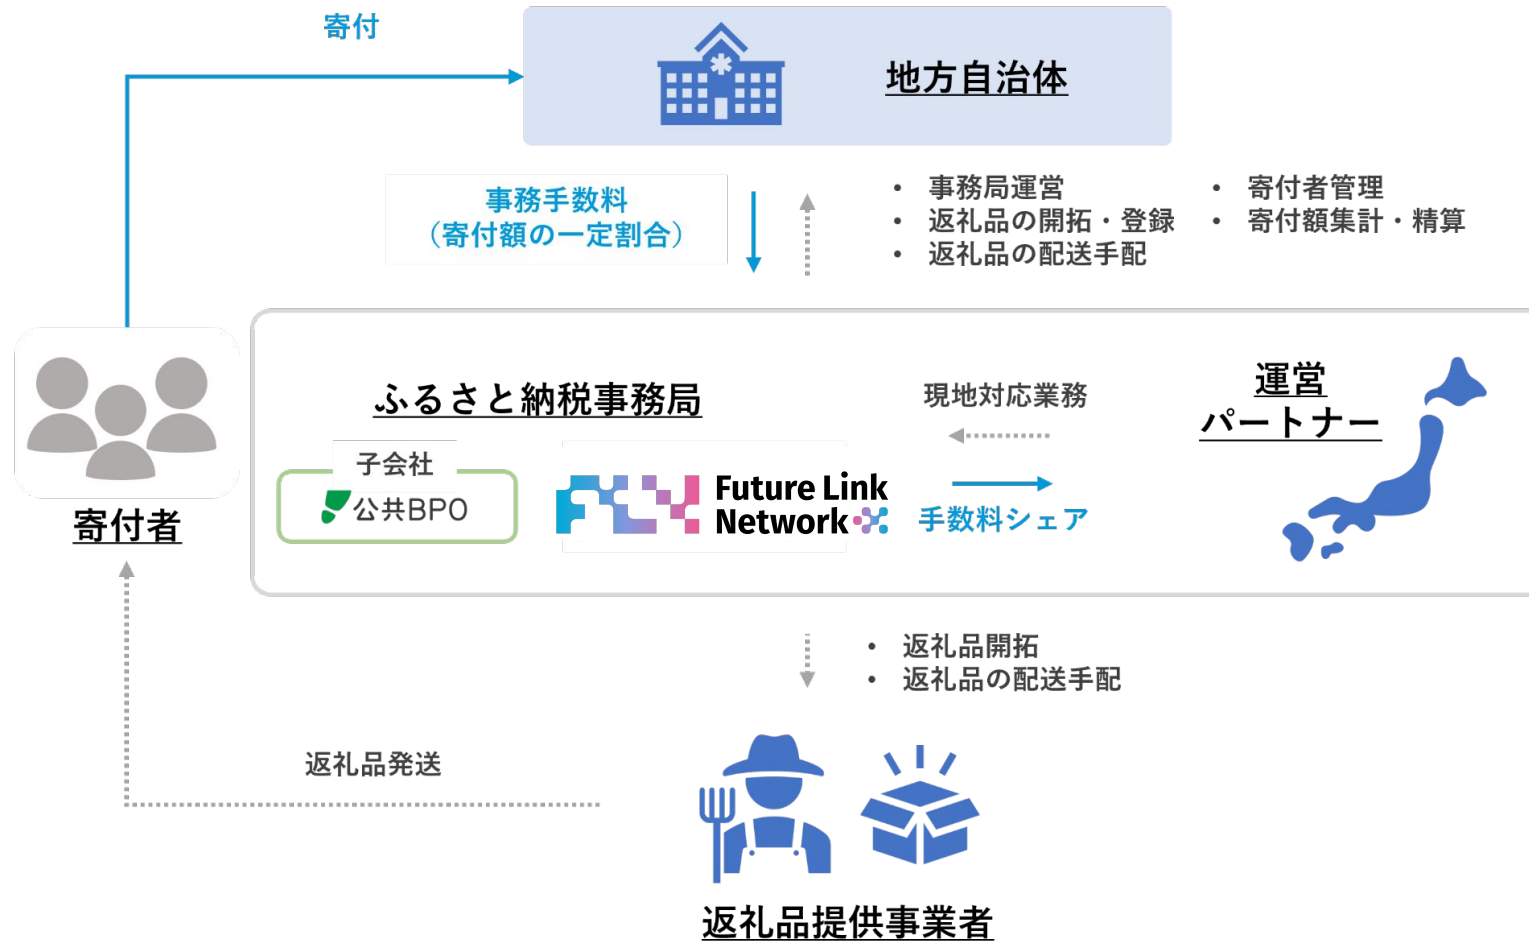 寄付
地方自治体
事務手数料
（寄付額の一定割合）
• 事務局運営
• 返礼品の開拓・登録
• 返礼品の配送手配
• 寄付者管理
• 寄付額集計・精算
寄付者
ふるさと納税事務局
子会社
公共BPO
Future Link
Network
現地対応業務
手数料シェア
運営
パートナー
• 返礼品開拓
• 返礼品の配送手配
返礼品発送
返礼品提供事業者